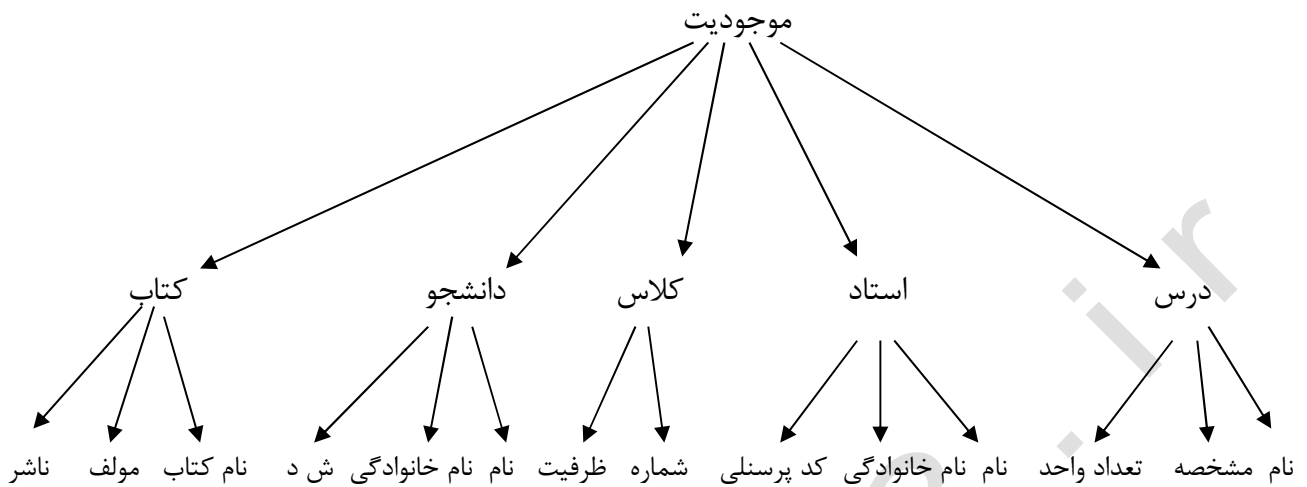 موجودیت
درس استاد کلاس دانشجو کتاب
نام مشخصه تعداد واحد نام نام خانوادگی کد پرسنلی شماره ظرفیت نام نام خانوادگی ش د نام کتاب مولف ناشر
. i r